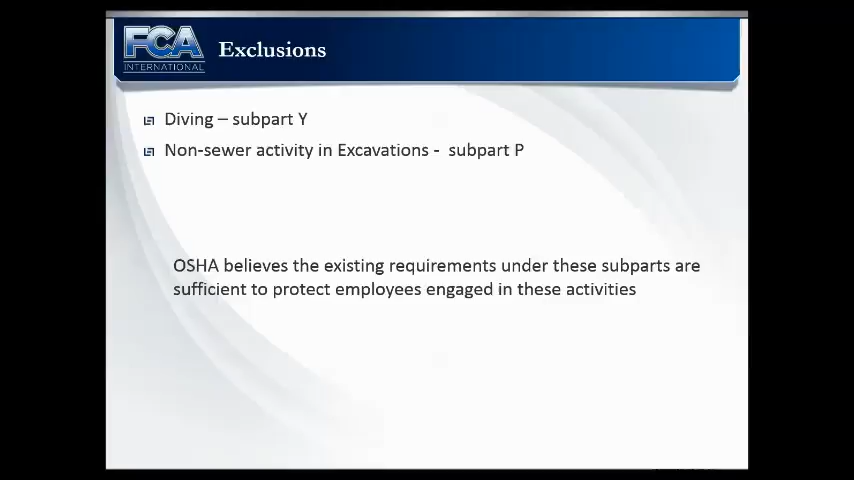 FCA
INTERNATIONAL
Exclusions
Diving – subpart Y
Non-sewer activity in Excavations - subpart P
OSHA believes the existing requirements under these subparts are
sufficient to protect employees engaged in these activities